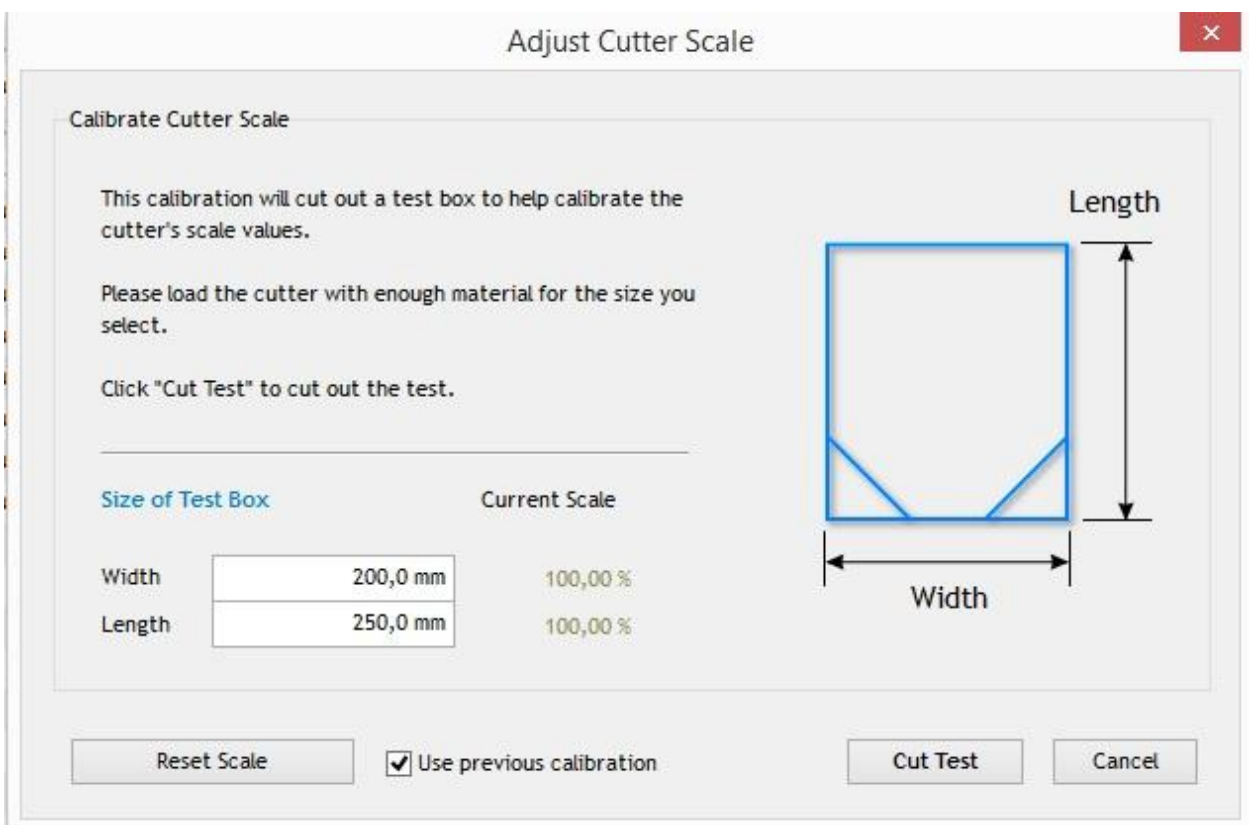 Adjust Cutter Scale
Calibrate Cutter Scale
This calibration will cut out a test box to help calibrate the
cutter's scale values.
Please load the cutter with enough material for the size you
select.
Click "Cut Test" to cut out the test.
Length
Size of Test Box Current Scale
Width 200,0 mm 100,00 %
Length 250,0 mm 100,00 %
Width
Reset Scale Use previous calibration Cut Test Cancel